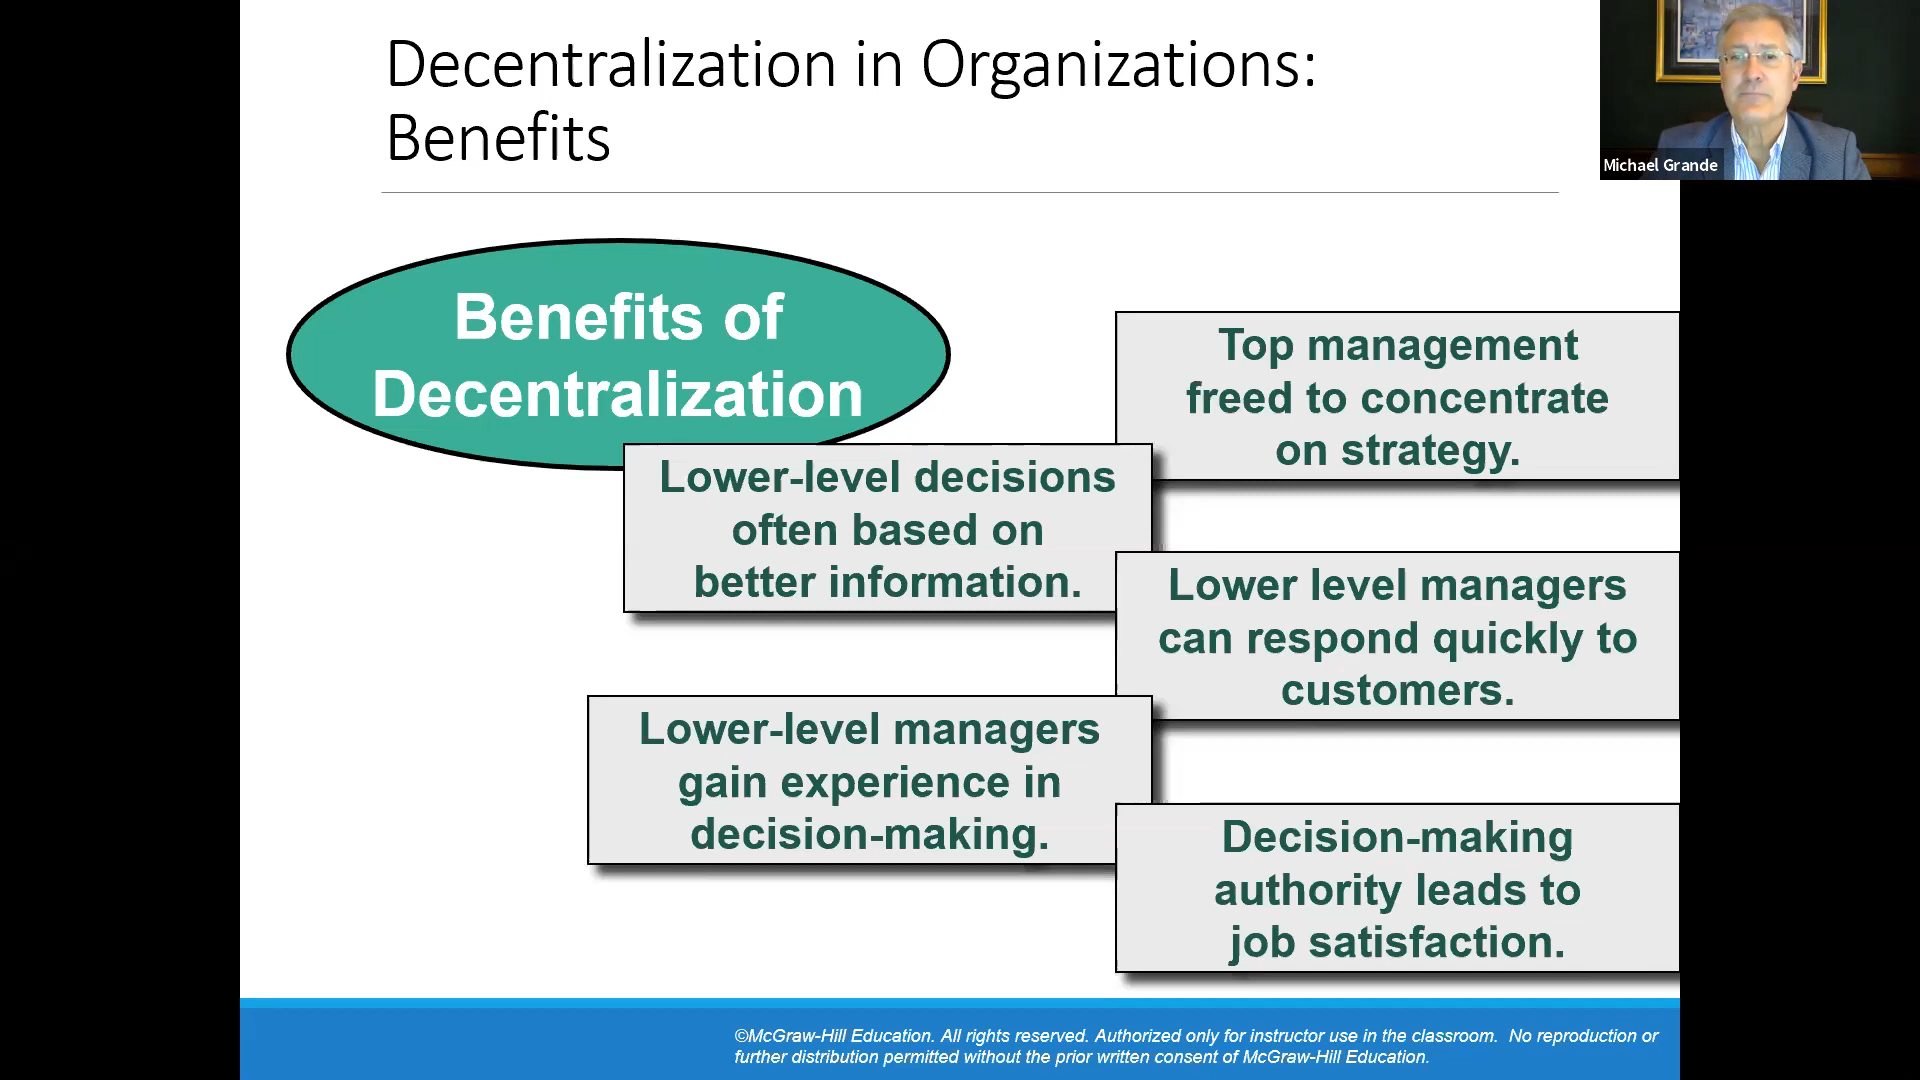 Decentralization in Organizations:
Benefits
Michael Grande
Benefits of
Decentralization
Top management
freed to concentrate
on strategy.
Lower-level decisions
often based on
better information.
Lower level managers
can respond quickly to
customers.
Lower-level managers
gain experience in
decision-making.
Decision-making
authority leads to
job satisfaction.
©McGraw-Hill Education. All rights reserved. Authorized only for instructor use in the classroom.  No reproduction or
further distribution permitted without the prior written consent of McGraw-Hill Education.